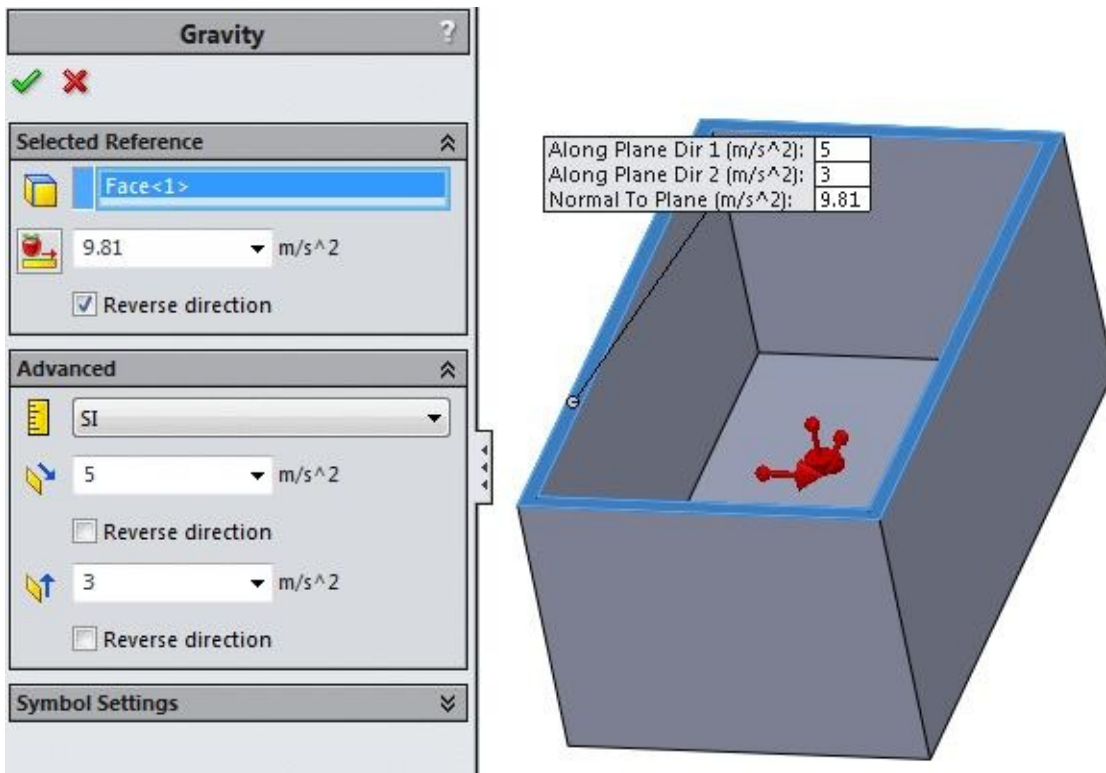 Gravity ?
Selected Reference
Face<1>
9.81 m/s^2
Reverse direction
Advanced
SI
5 m/s^2
Reverse direction
3 m/s^2
Reverse direction
Symbol Settings
Along Plane Dir 1 (m/s^2): 5
Along Plane Dir 2 (m/s^2): 3
Normal To Plane (m/s^2): 9.81